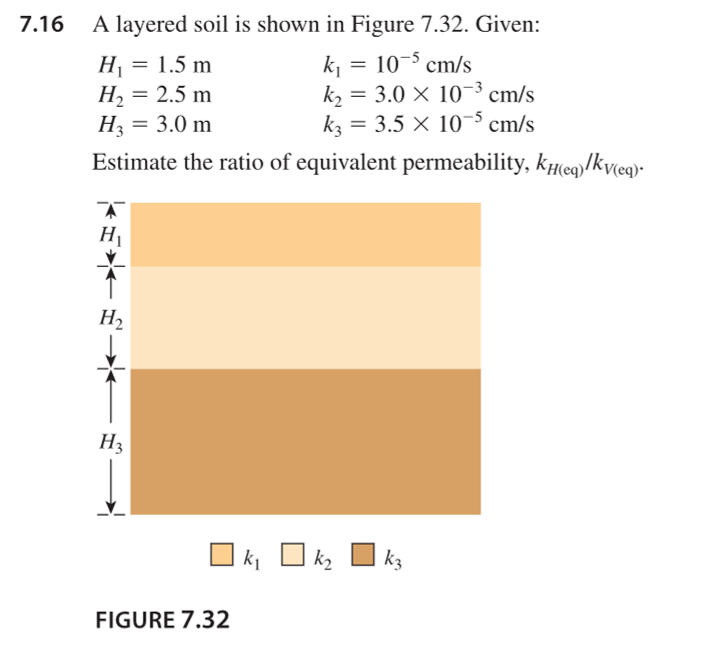 7.16 A layered soil is shown in Figure 7.32. Given:
H₁ = 1.5 m k₁ = 10⁻⁵ cm/s
H₂ = 2.5 m k₂ = 3.0 × 10⁻³ cm/s
H₃ = 3.0 m k₃ = 3.5 × 10⁻⁵ cm/s
Estimate the ratio of equivalent permeability, k_H(eq)/k_V(eq).
H₁
H₂
H₃
k₁ k₂ k₃
FIGURE 7.32